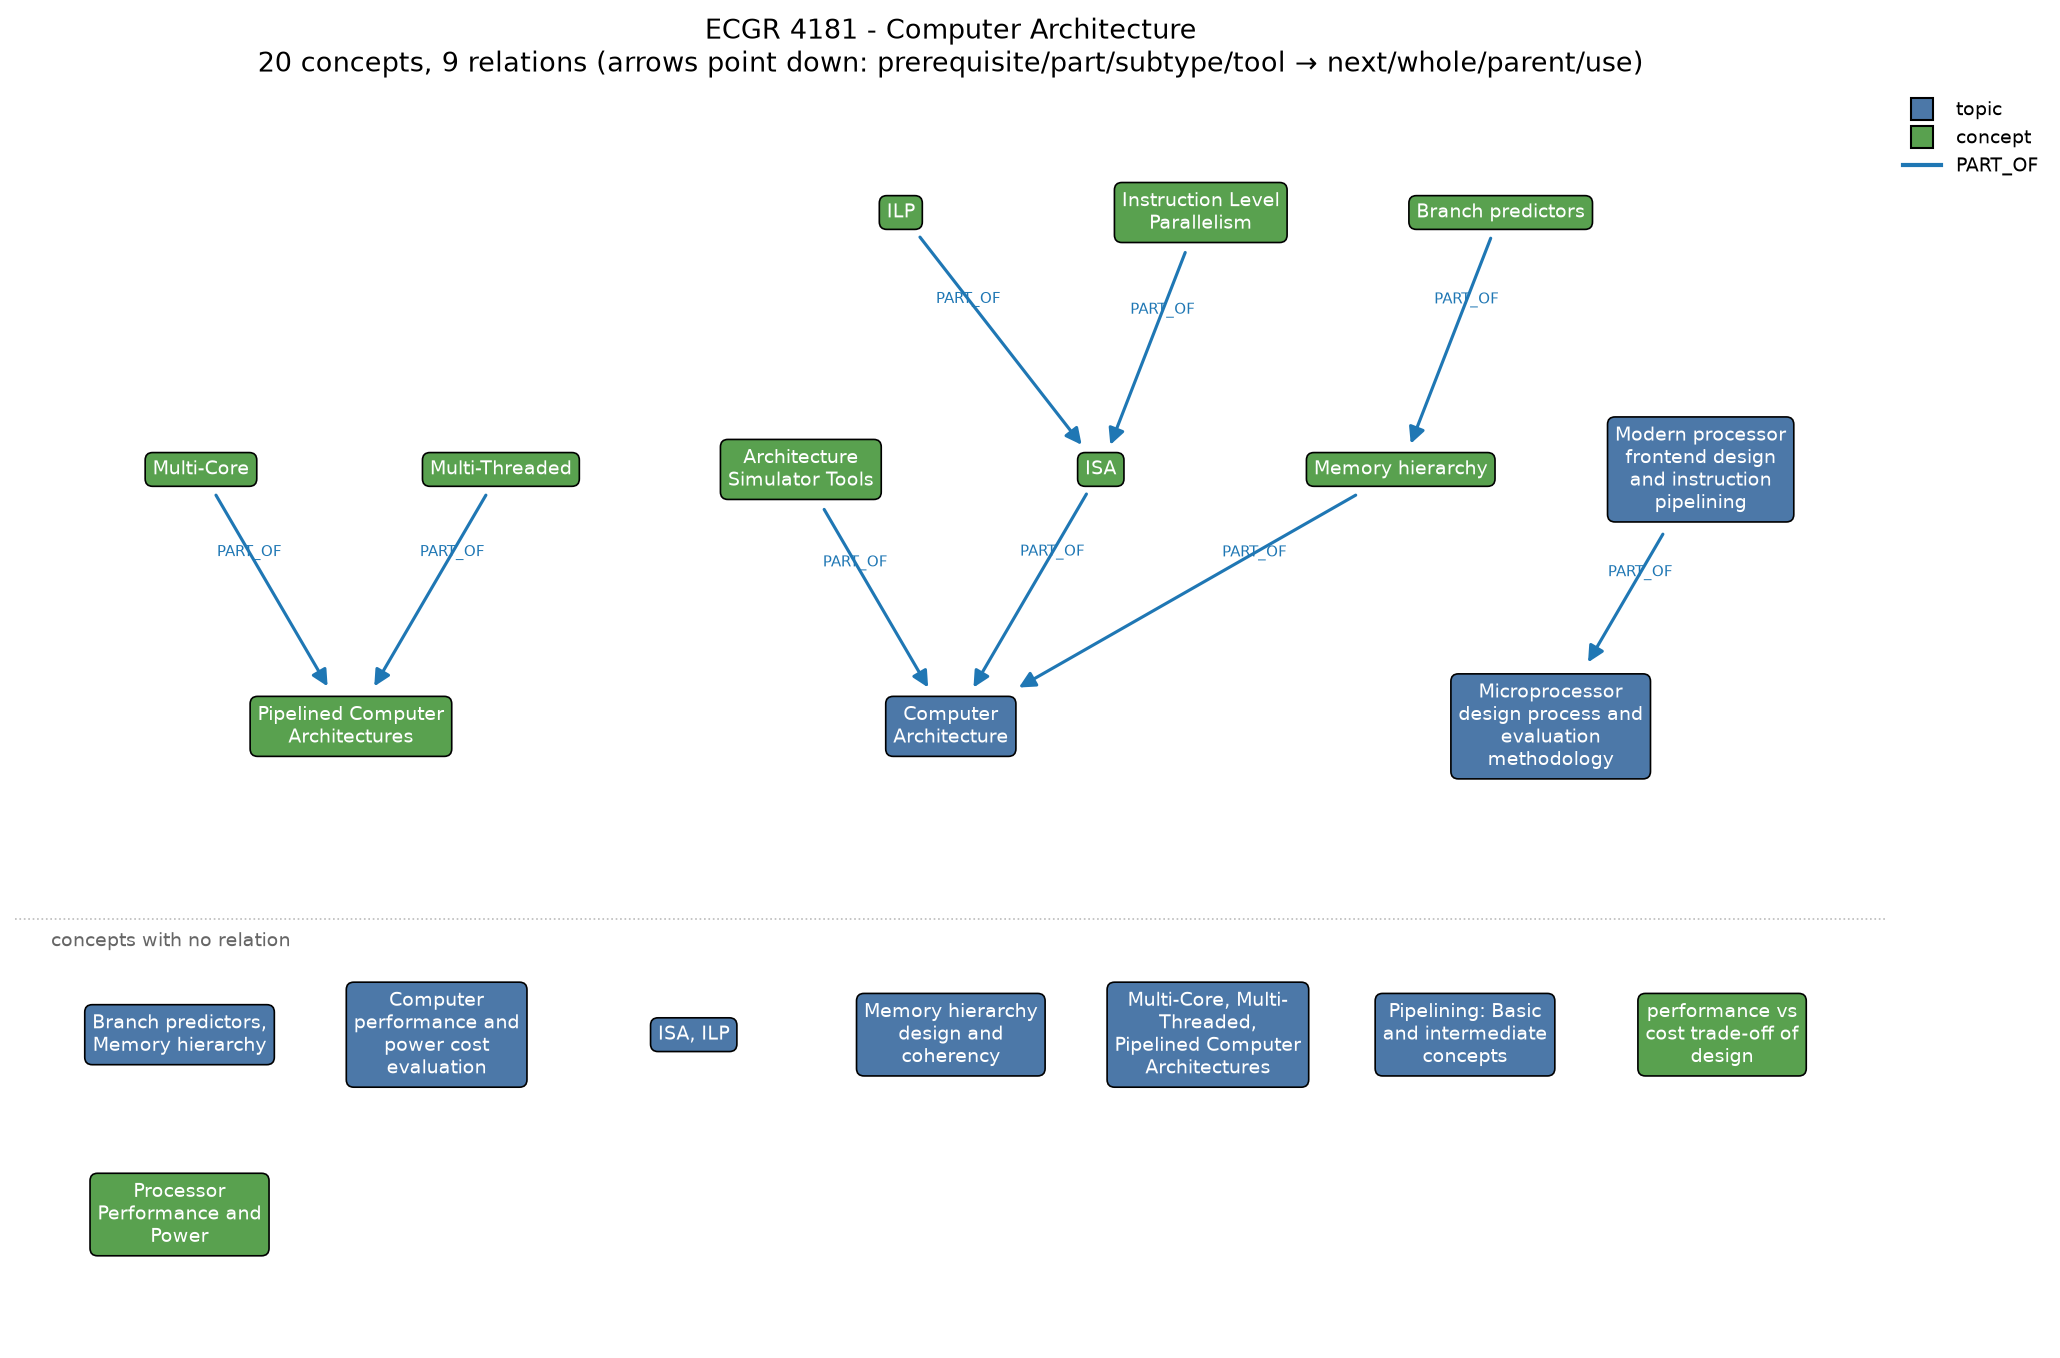 ECGR 4181 - Computer Architecture
20 concepts, 9 relations (arrows point down: prerequisite/part/subtype/tool → next/whole/parent/use)
topic
concept
PART_OF
ILP
Instruction Level
Parallelism
Branch predictors
PART_OF
PART_OF
PART_OF
Multi-Core
Multi-Threaded
Architecture
Simulator Tools
ISA
Memory hierarchy
Modern processor
frontend design
and instruction
pipelining
PART_OF
PART_OF
PART_OF
PART_OF
PART_OF
PART_OF
Pipelined Computer
Architectures
Computer
Architecture
Microprocessor
design process and
evaluation
methodology
concepts with no relation
Branch predictors,
Memory hierarchy
Computer
performance and
power cost
evaluation
ISA, ILP
Memory hierarchy
design and
coherency
Multi-Core, Multi-
Threaded,
Pipelined Computer
Architectures
Pipelining: Basic
and intermediate
concepts
performance vs
cost trade-off of
design
Processor
Performance and
Power